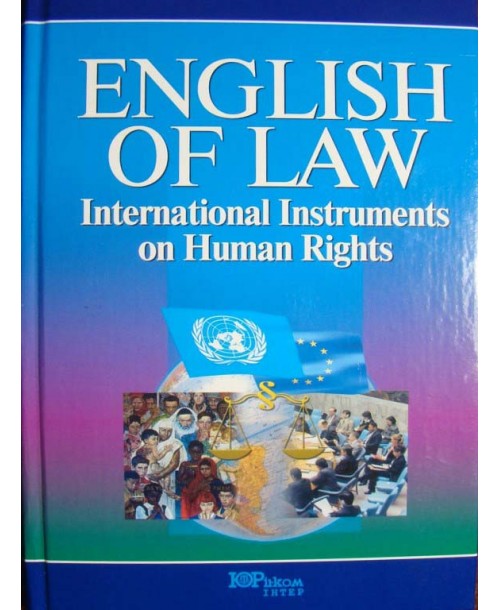 ENGLISH
OF LAW
International Instruments
on Human Rights
§
ЮРінком
ІНТЕР